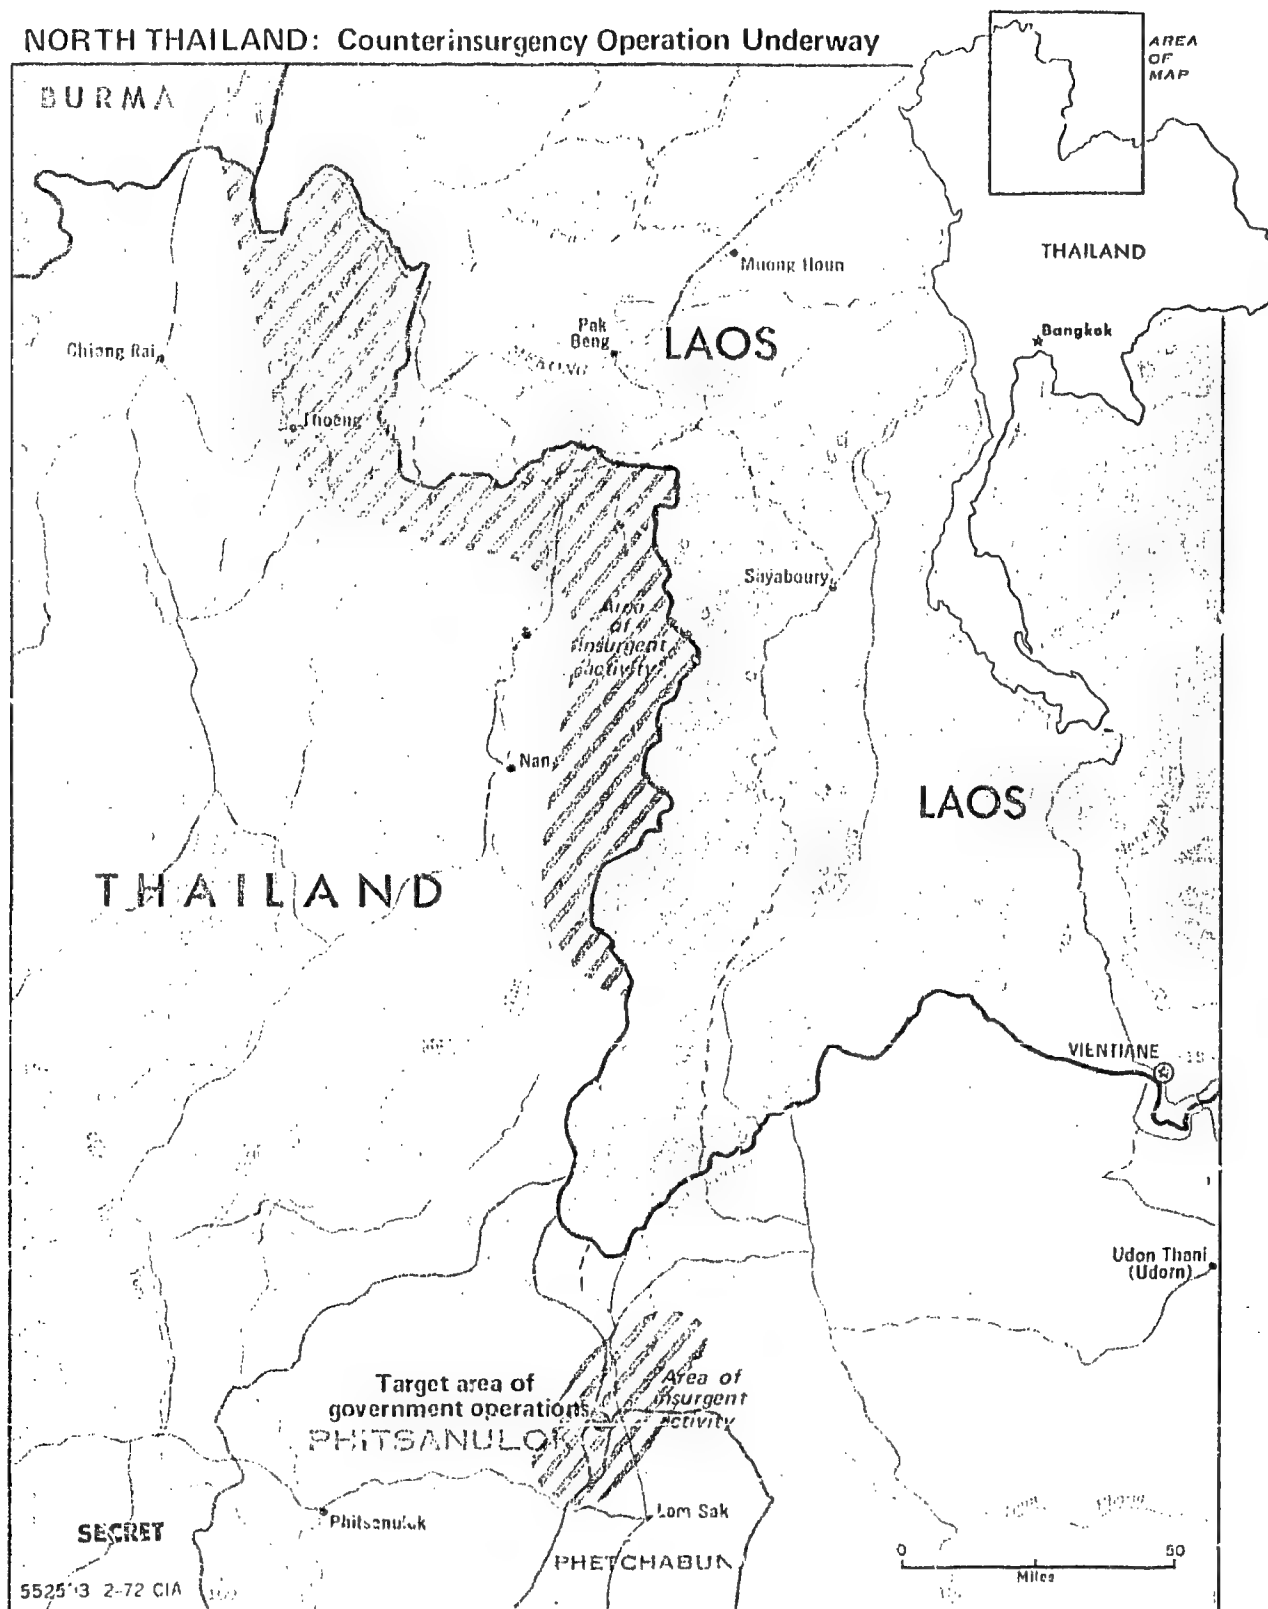 NORTH THAILAND: Counterinsurgency Operation Underway
AREA
OF
MAP
BURMA
THAILAND
Bangkok
Muong Houn
Pak
Beng
LAOS
MEKONG
Chiang Rai
Thoeng
Sayaboury
Area
of
insurgent
activity
Nan
LAOS
THAILAND
VIENTIANE
Udon Thani
(Udorn)
Target area of
government operations
Area of
insurgent
activity
PHITSANULOK
Phitsanulok
Lom Sak
PHETCHABUN
SECRET
0 50
Miles
2-72 CIA